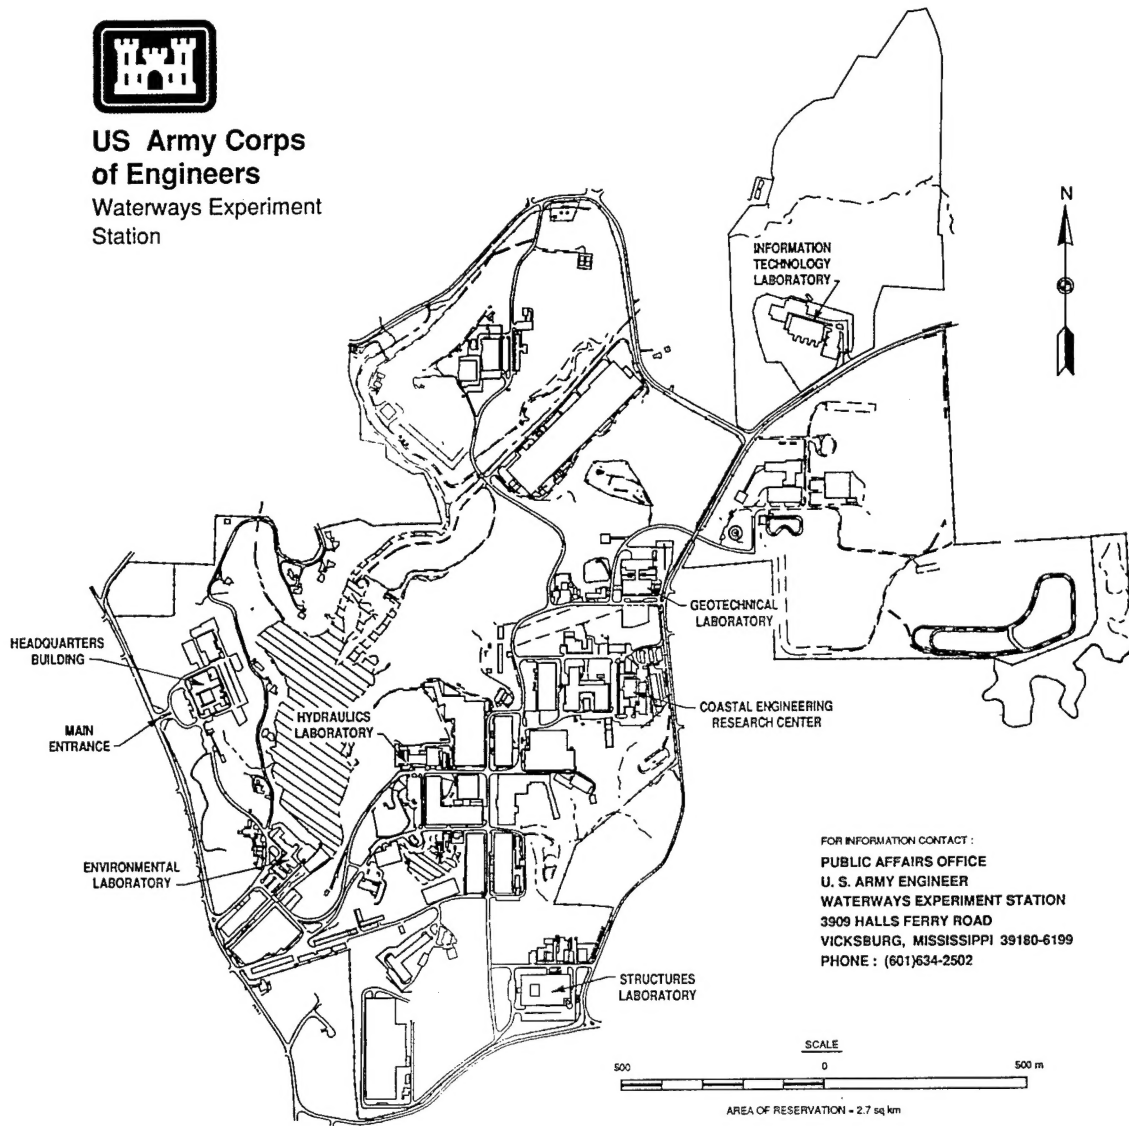 US Army Corps
of Engineers
Waterways Experiment
Station
N
INFORMATION
TECHNOLOGY
LABORATORY
GEOTECHNICAL
LABORATORY
HEADQUARTERS
BUILDING
MAIN
ENTRANCE
HYDRAULICS
LABORATORY
COASTAL ENGINEERING
RESEARCH CENTER
ENVIRONMENTAL
LABORATORY
STRUCTURES
LABORATORY
FOR INFORMATION CONTACT :
PUBLIC AFFAIRS OFFICE
U. S. ARMY ENGINEER
WATERWAYS EXPERIMENT STATION
3909 HALLS FERRY ROAD
VICKSBURG, MISSISSIPPI 39180-6199
PHONE : (601)634-2502
SCALE
500 0 500 m
AREA OF RESERVATION = 2.7 sq km